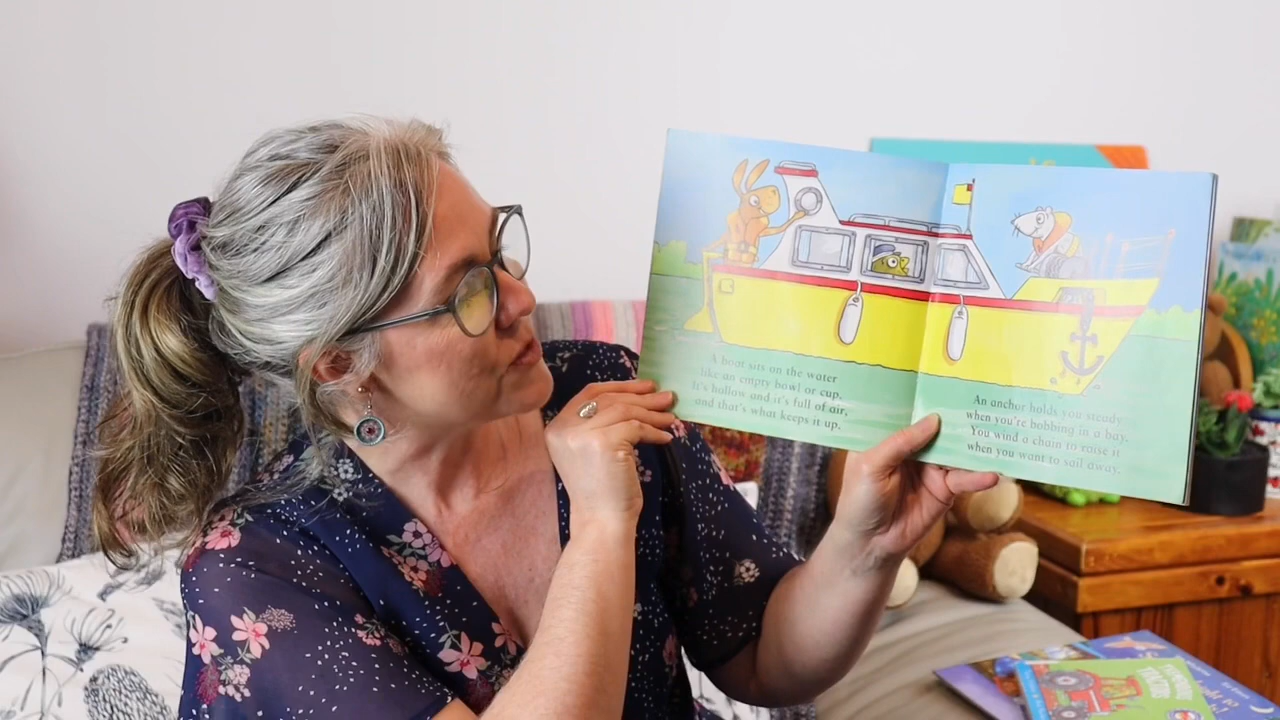 A boat sits on the water
like an empty bowl or cup.
It's hollow and it's full of air,
and that's what keeps it up.
An anchor holds you steady
when you're bobbing in a bay.
You wind a chain to raise it
when you want to sail away.